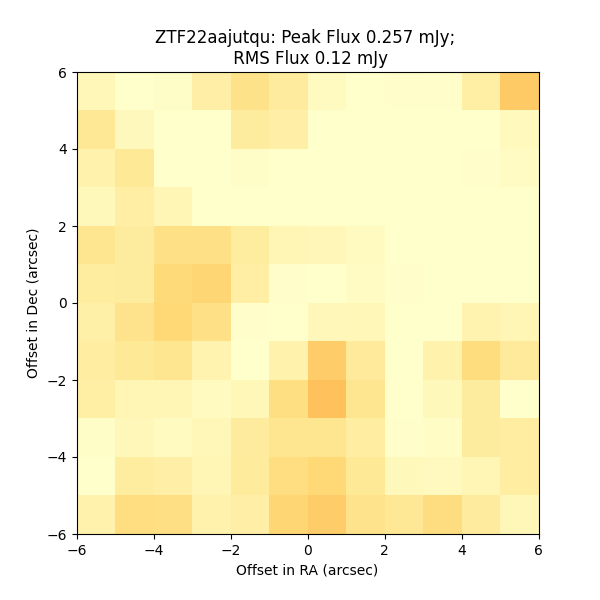 ZTF22aajutqu: Peak Flux 0.257 mJy;
RMS Flux 0.12 mJy
6
4
2
0
−2
−4
−6
Offset in Dec (arcsec)
−6 −4 −2 0 2 4 6
Offset in RA (arcsec)